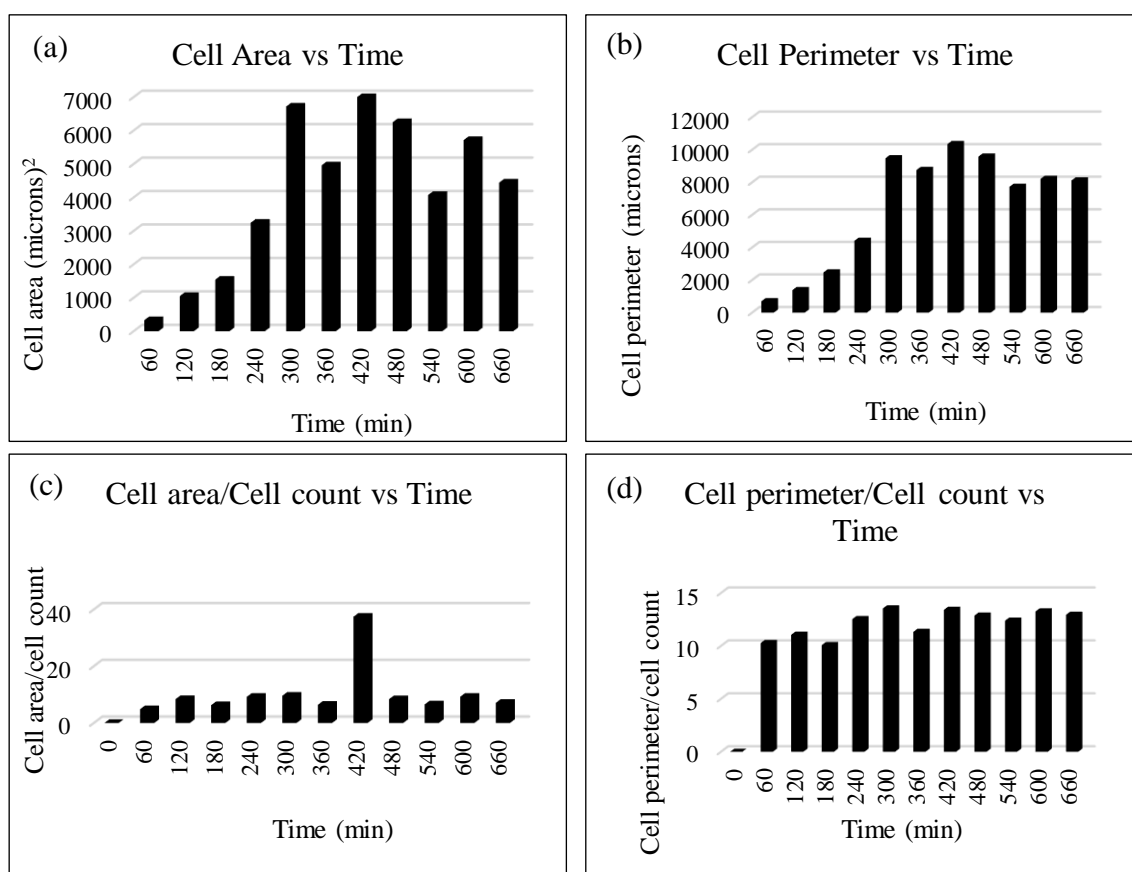 (a)
Cell Area vs Time
Cell area (microns)²
7000
6000
5000
4000
3000
2000
1000
0
60 120 180 240 300 360 420 480 540 600 660
Time (min)
(b)
Cell Perimeter vs Time
Cell perimeter (microns)
12000
10000
8000
6000
4000
2000
0
60 120 180 240 300 360 420 480 540 600 660
Time (min)
(c)
Cell area/Cell count vs Time
Cell area/cell count
40
20
0
0 60 120 180 240 300 360 420 480 540 600 660
Time (min)
(d)
Cell perimeter/Cell count vs
Time
Cell perimeter/cell count
15
10
5
0
0 60 120 180 240 300 360 420 480 540 600 660
Time (min)